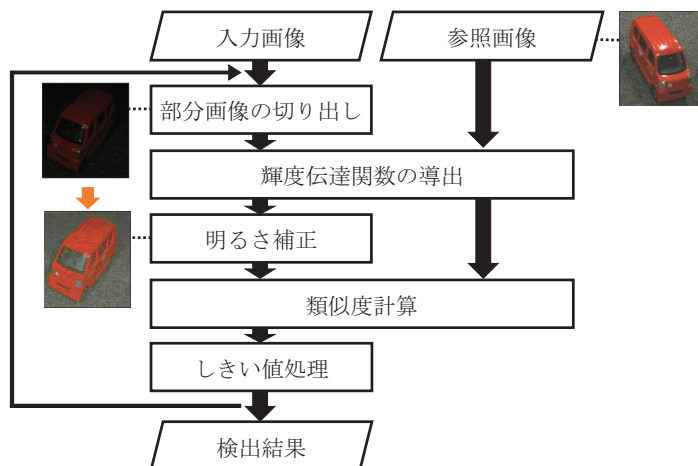 入力画像
参照画像
部分画像の切り出し
輝度伝達関数の導出
明るさ補正
類似度計算
しきい値処理
検出結果